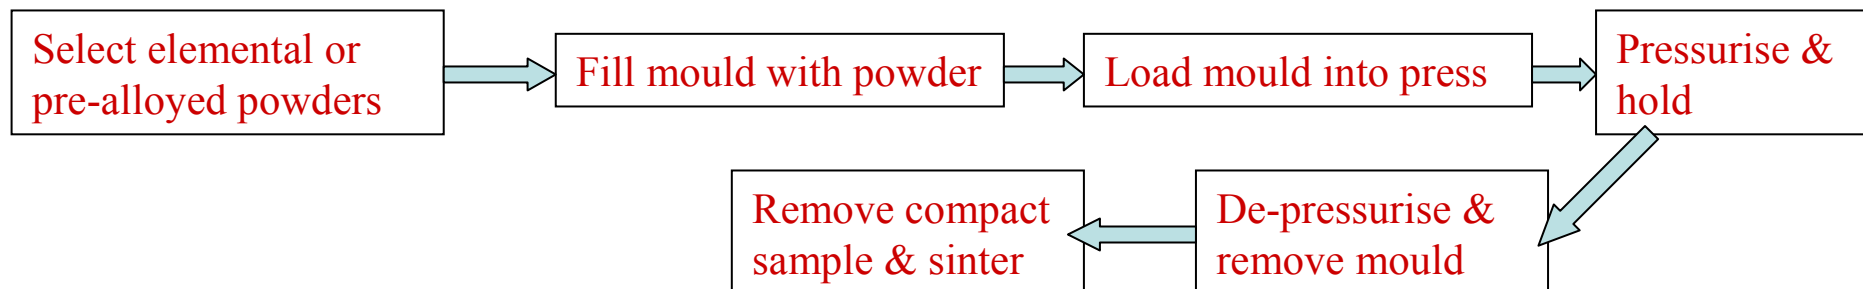 Select elemental or
pre-alloyed powders
Fill mould with powder
Load mould into press
Pressurise &
hold
De-pressurise &
remove mould
Remove compact
sample & sinter